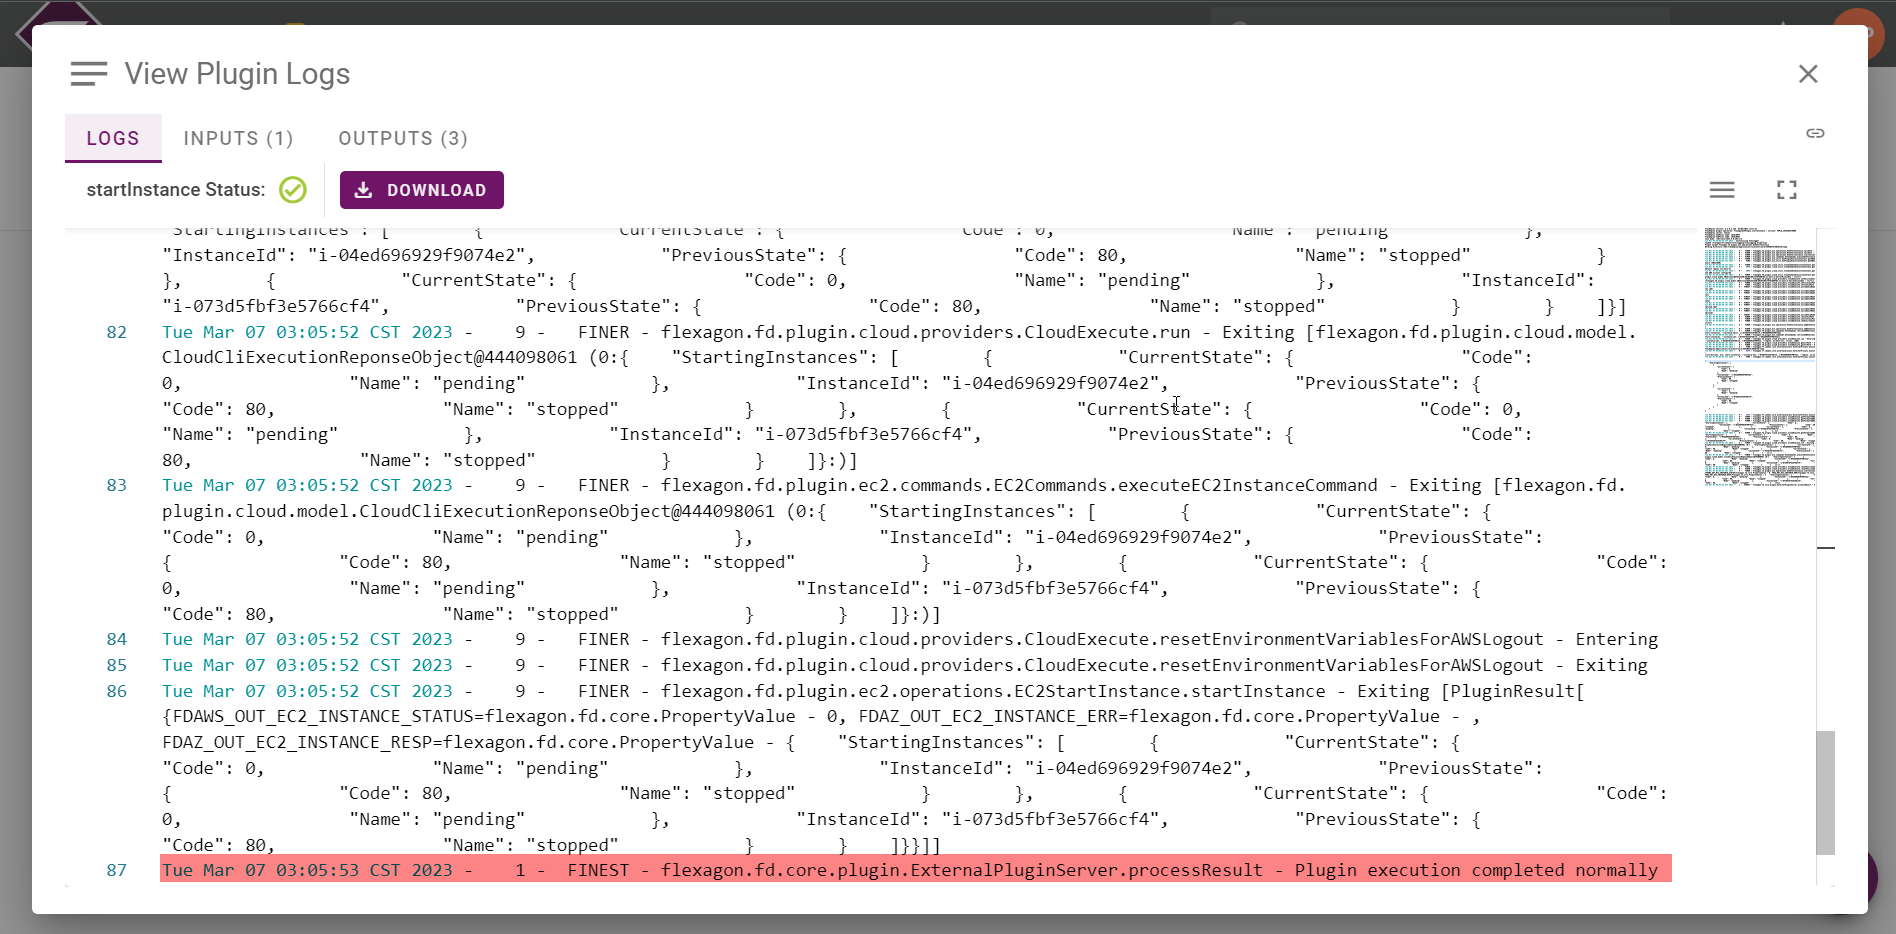 View Plugin Logs
LOGS INPUTS (1) OUTPUTS (3)
startInstance Status: DOWNLOAD
"StartingInstances": [ { "CurrentState": { "Code": 0, "Name": "pending" },
"InstanceId": "i-04ed696929f9074e2", "PreviousState": { "Code": 80, "Name": "stopped" }
}, { "CurrentState": { "Code": 0, "Name": "pending" }, "InstanceId":
"i-073d5fbf3e5766cf4", "PreviousState": { "Code": 80, "Name": "stopped" } } ]}]
82 Tue Mar 07 03:05:52 CST 2023 - 9 - FINER - flexagon.fd.plugin.cloud.providers.CloudExecute.run - Exiting [flexagon.fd.plugin.cloud.model.
CloudCliExecutionReponseObject@444098061 (0:{ "StartingInstances": [ { "CurrentState": { "Code":
0, "Name": "pending" }, "InstanceId": "i-04ed696929f9074e2", "PreviousState": {
"Code": 80, "Name": "stopped" } }, { "CurrentState": { "Code": 0,
"Name": "pending" }, "InstanceId": "i-073d5fbf3e5766cf4", "PreviousState": { "Code":
80, "Name": "stopped" } } ]}:)]
83 Tue Mar 07 03:05:52 CST 2023 - 9 - FINER - flexagon.fd.plugin.ec2.commands.EC2Commands.executeEC2InstanceCommand - Exiting [flexagon.fd.
plugin.cloud.model.CloudCliExecutionReponseObject@444098061 (0:{ "StartingInstances": [ { "CurrentState": {
"Code": 0, "Name": "pending" }, "InstanceId": "i-04ed696929f9074e2", "PreviousState":
{ "Code": 80, "Name": "stopped" } }, { "CurrentState": { "Code":
0, "Name": "pending" }, "InstanceId": "i-073d5fbf3e5766cf4", "PreviousState": {
"Code": 80, "Name": "stopped" } } ]}:)]
84 Tue Mar 07 03:05:52 CST 2023 - 9 - FINER - flexagon.fd.plugin.cloud.providers.CloudExecute.resetEnvironmentVariablesForAWSLogout - Entering
85 Tue Mar 07 03:05:52 CST 2023 - 9 - FINER - flexagon.fd.plugin.cloud.providers.CloudExecute.resetEnvironmentVariablesForAWSLogout - Exiting
86 Tue Mar 07 03:05:52 CST 2023 - 9 - FINER - flexagon.fd.plugin.ec2.operations.EC2StartInstance.startInstance - Exiting [PluginResult[
{FDAWS_OUT_EC2_INSTANCE_STATUS=flexagon.fd.core.PropertyValue - 0, FDAZ_OUT_EC2_INSTANCE_ERR=flexagon.fd.core.PropertyValue - ,
FDAZ_OUT_EC2_INSTANCE_RESP=flexagon.fd.core.PropertyValue - { "StartingInstances": [ { "CurrentState": {
"Code": 0, "Name": "pending" }, "InstanceId": "i-04ed696929f9074e2", "PreviousState":
{ "Code": 80, "Name": "stopped" } }, { "CurrentState": { "Code":
0, "Name": "pending" }, "InstanceId": "i-073d5fbf3e5766cf4", "PreviousState": {
"Code": 80, "Name": "stopped" } } ]}}]]
87 Tue Mar 07 03:05:53 CST 2023 - 1 - FINEST - flexagon.fd.core.plugin.ExternalPluginServer.processResult - Plugin execution completed normally